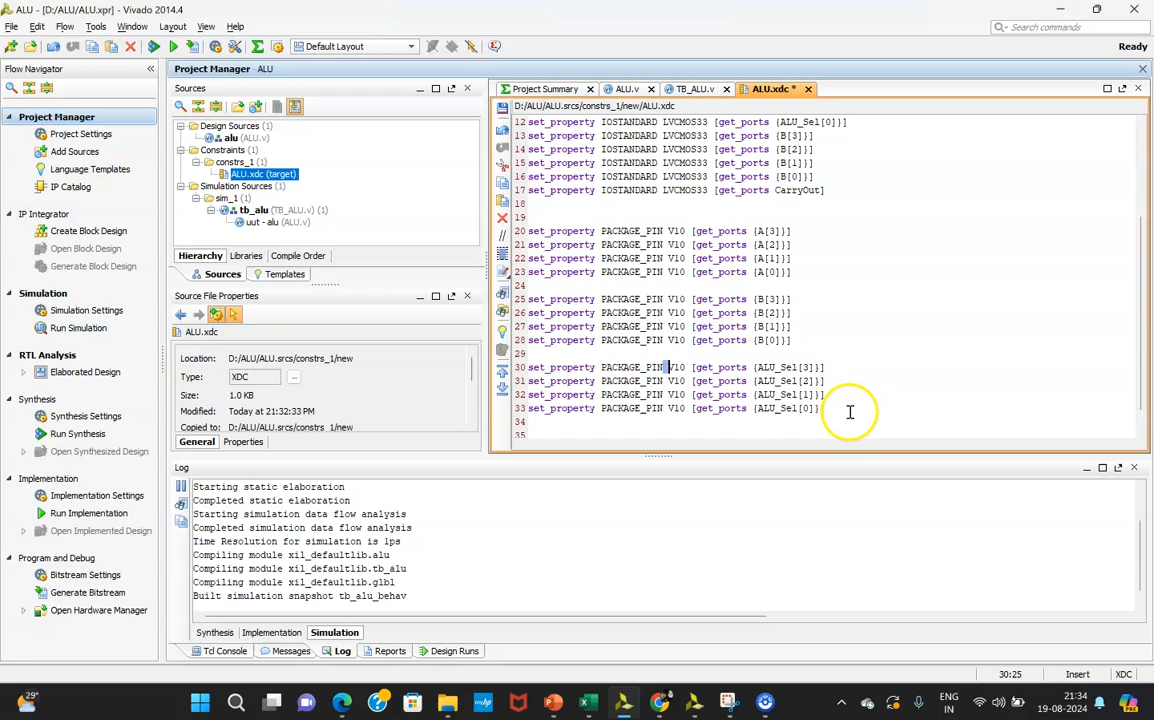 ALU - [D:/ALU/ALU.xpr] - Vivado 2014.4
File Edit Flow Tools Window Layout View Help
Search commands
Default Layout
Ready
Flow Navigator
Project Manager
Project Settings
Add Sources
Language Templates
IP Catalog
IP Integrator
Create Block Design
Open Block Design
Generate Block Design
Simulation
Simulation Settings
Run Simulation
RTL Analysis
Elaborated Design
Synthesis
Synthesis Settings
Run Synthesis
Open Synthesized Design
Implementation
Implementation Settings
Run Implementation
Open Implemented Design
Program and Debug
Bitstream Settings
Generate Bitstream
Open Hardware Manager
Project Manager - ALU
Sources
Design Sources (1)
alu (ALU.v)
Constraints (1)
constrs_1 (1)
ALU.xdc (target)
Simulation Sources (1)
sim_1 (1)
tb_alu (TB_ALU.v) (1)
uut - alu (ALU.v)
Hierarchy Libraries Compile Order
Sources Templates
Source File Properties
ALU.xdc
Location: D:/ALU/ALU.srcs/constrs_1/new
Type: XDC ...
Size: 1.0 KB
Modified: Today at 21:32:33 PM
Copied to: D:/ALU/ALU.srcs/constrs_1/new
General Properties
Project Summary ALU.v TB_ALU.v ALU.xdc *
D:/ALU/ALU.srcs/constrs_1/new/ALU.xdc
12 set_property IOSTANDARD LVCMOS33 [get_ports {ALU_Sel[0]}]
13 set_property IOSTANDARD LVCMOS33 [get_ports {B[3]}]
14 set_property IOSTANDARD LVCMOS33 [get_ports {B[2]}]
15 set_property IOSTANDARD LVCMOS33 [get_ports {B[1]}]
16 set_property IOSTANDARD LVCMOS33 [get_ports {B[0]}]
17 set_property IOSTANDARD LVCMOS33 [get_ports CarryOut]
18
19
20 set_property PACKAGE_PIN V10 [get_ports {A[3]}]
21 set_property PACKAGE_PIN V10 [get_ports {A[2]}]
22 set_property PACKAGE_PIN V10 [get_ports {A[1]}]
23 set_property PACKAGE_PIN V10 [get_ports {A[0]}]
24
25 set_property PACKAGE_PIN V10 [get_ports {B[3]}]
26 set_property PACKAGE_PIN V10 [get_ports {B[2]}]
27 set_property PACKAGE_PIN V10 [get_ports {B[1]}]
28 set_property PACKAGE_PIN V10 [get_ports {B[0]}]
29
30 set_property PACKAGE_PIN V10 [get_ports {ALU_Sel[3]}]
31 set_property PACKAGE_PIN V10 [get_ports {ALU_Sel[2]}]
32 set_property PACKAGE_PIN V10 [get_ports {ALU_Sel[1]}]
33 set_property PACKAGE_PIN V10 [get_ports {ALU_Sel[0]}]
34
35
Log
Starting static elaboration
Completed static elaboration
Starting simulation data flow analysis
Completed simulation data flow analysis
Time Resolution for simulation is 1ps
Compiling module xil_defaultlib.alu
Compiling module xil_defaultlib.tb_alu
Compiling module xil_defaultlib.glbl
Built simulation snapshot tb_alu_behav
Synthesis Implementation Simulation
Tcl Console Messages Log Reports Design Runs
30:25 Insert XDC
29°
ENG
IN
21:34
19-08-2024